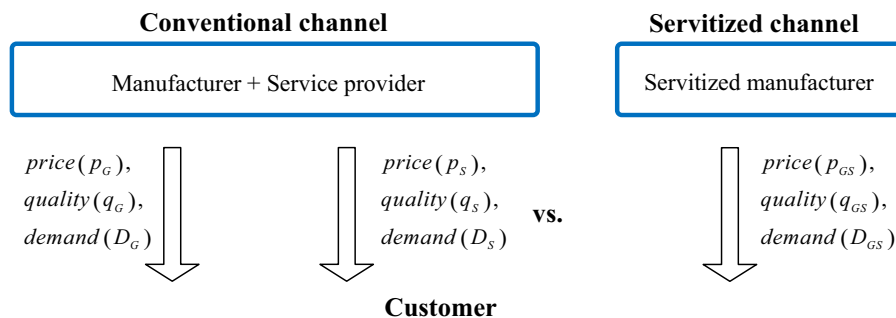 Conventional channel
Servitized channel
Manufacturer + Service provider
Servitized manufacturer
price(p_G),
quality(q_G),
demand(D_G)
price(p_S),
quality(q_S),
demand(D_S)
vs.
price(p_GS),
quality(q_GS),
demand(D_GS)
Customer